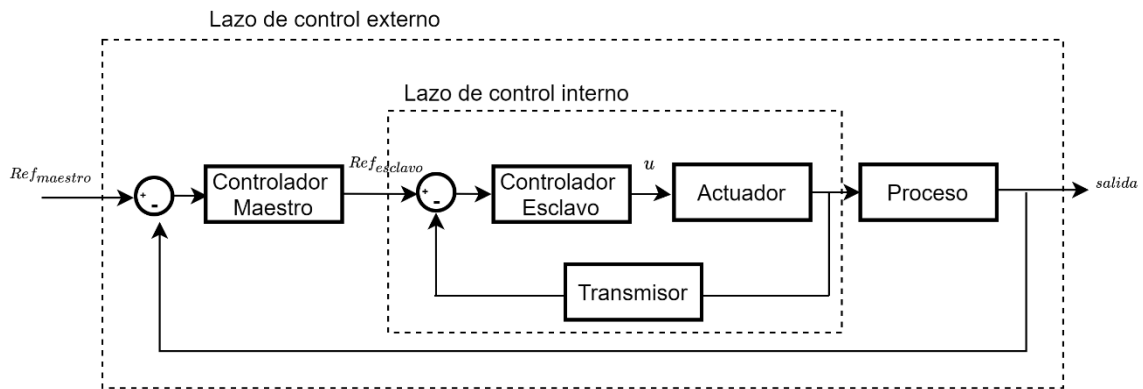 Lazo de control externo
Lazo de control interno
Ref_maestro
+
-
Controlador
Maestro
Ref_esclavo
+
-
Controlador
Esclavo
u
Actuador
Proceso
salida
Transmisor